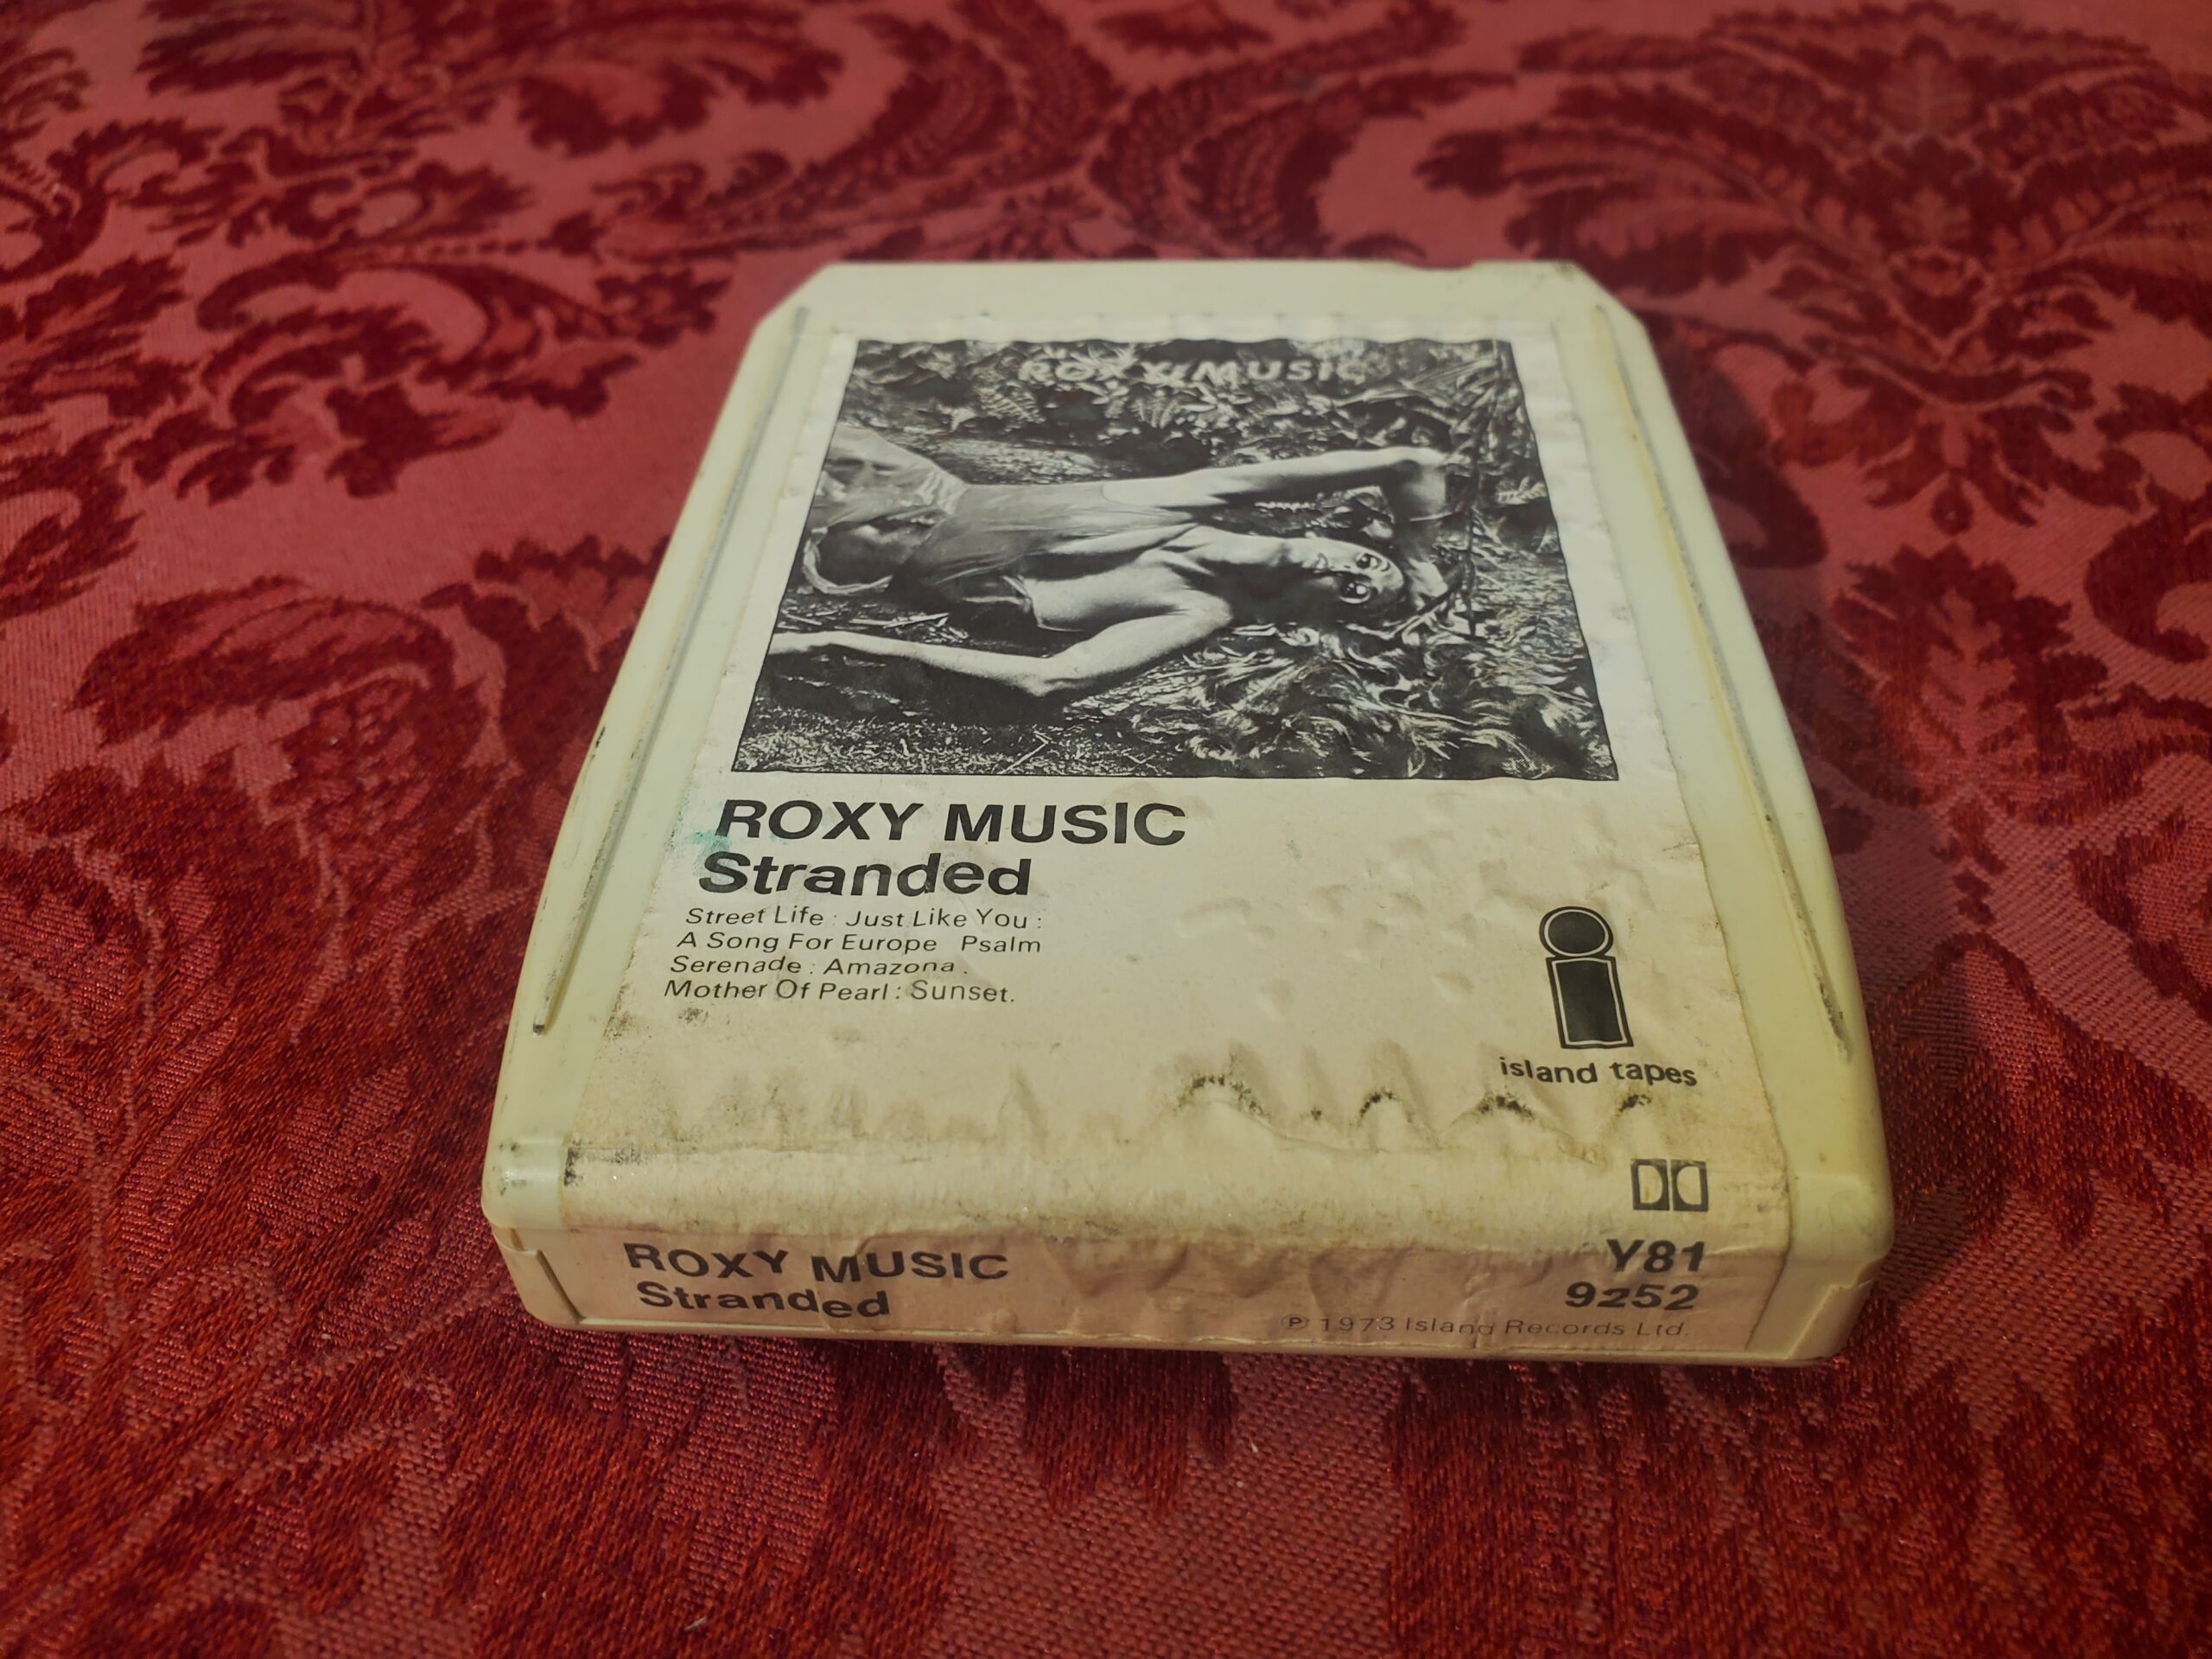 ROXY MUSIC
ROXY MUSIC
Stranded
Street Life : Just Like You :
A Song For Europe Psalm
Serenade : Amazona .
Mother Of Pearl : Sunset.
island tapes
ROXY MUSIC
Stranded
Y81
9252
℗ 1973 Island Records Ltd.